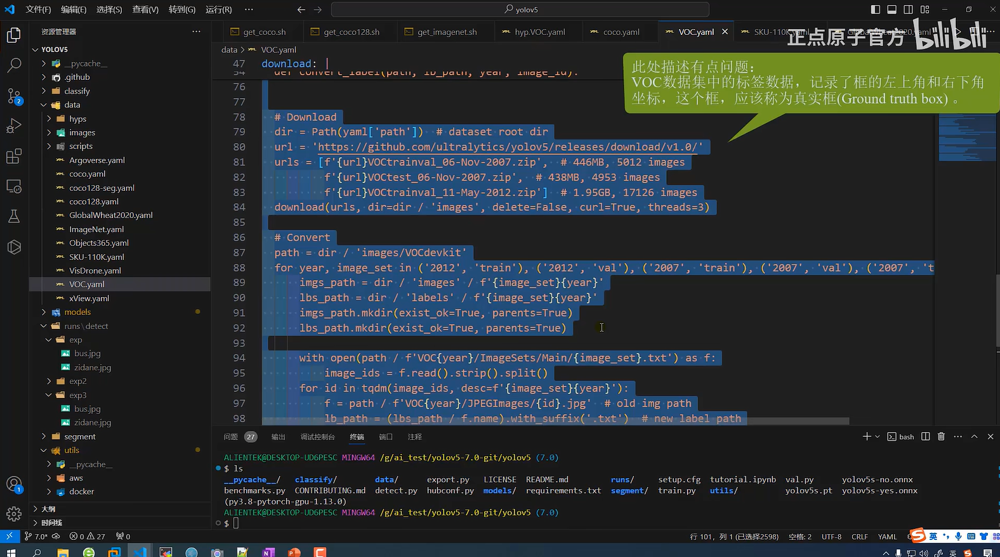 文件(F) 编辑(E) 选择(S) 查看(V) 转到(G) 运行(R) ··· yolov5
资源管理器 ···
get_coco.sh get_coco128.sh get_imagenet.sh hyp.VOC.yaml coco.yaml VOC.yaml SKU-110K.yaml GlobalWheat2020.yaml
正点原子官方 bilibili
data > VOC.yaml
此处描述有点问题:
VOC数据集中的标签数据，记录了框的左上角和右下角
坐标，这个框，应该称为真实框(Ground truth box) 。
YOLOV5
__pycache__
.github
classify
data
hyps
images
scripts
Argoverse.yaml
coco.yaml
coco128-seg.yaml
coco128.yaml
GlobalWheat2020.yaml
ImageNet.yaml
Objects365.yaml
SKU-110K.yaml
VisDrone.yaml
VOC.yaml
xView.yaml
models
runs\detect
exp
bus.jpg
zidane.jpg
exp2
exp3
bus.jpg
zidane.jpg
segment
utils
__pycache__
aws
docker
大纲
时间线
47 download: |
54 def convert_label(path, lb_path, year, image_id):
76
77
78 # Download
79 dir = Path(yaml['path']) # dataset root dir
80 url = 'https://github.com/ultralytics/yolov5/releases/download/v1.0/'
81 urls = [f'{url}VOCtrainval_06-Nov-2007.zip', # 446MB, 5012 images
82 f'{url}VOCtest_06-Nov-2007.zip', # 438MB, 4953 images
83 f'{url}VOCtrainval_11-May-2012.zip'] # 1.95GB, 17126 images
84 download(urls, dir=dir / 'images', delete=False, curl=True, threads=3)
85
86 # Convert
87 path = dir / 'images/VOCdevkit'
88 for year, image_set in ('2012', 'train'), ('2012', 'val'), ('2007', 'train'), ('2007', 'val'), ('2007', 't
89 imgs_path = dir / 'images' / f'{image_set}{year}'
90 lbs_path = dir / 'labels' / f'{image_set}{year}'
91 imgs_path.mkdir(exist_ok=True, parents=True)
92 lbs_path.mkdir(exist_ok=True, parents=True)
93
94 with open(path / f'VOC{year}/ImageSets/Main/{image_set}.txt') as f:
95 image_ids = f.read().strip().split()
96 for id in tqdm(image_ids, desc=f'{image_set}{year}'):
97 f = path / f'VOC{year}/JPEGImages/{id}.jpg' # old img path
98 lb_path = (lbs_path / f.name).with_suffix('.txt') # new label path
问题 27 输出 调试控制台 终端 端口 注释 bash
ALIENTEK@DESKTOP-UD6PESC MINGW64 /g/ai_test/yolov5-7.0-git/yolov5 (7.0)
$ ls
__pycache__/ classify/ data/ export.py LICENSE README.md runs/ setup.cfg tutorial.ipynb val.py yolov5s-no.onnx
benchmarks.py CONTRIBUTING.md detect.py hubconf.py models/ requirements.txt segment/ train.py utils/ yolov5s.pt yolov5s-yes.onnx
(py3.8-pytorch-gpu-1.13.0)
ALIENTEK@DESKTOP-UD6PESC MINGW64 /g/ai_test/yolov5-7.0-git/yolov5 (7.0)
$
7.0* 0 27 0 行 101，列 1 (已选择2598) 空格: 2 UTF-8 CRLF YAML 英
英